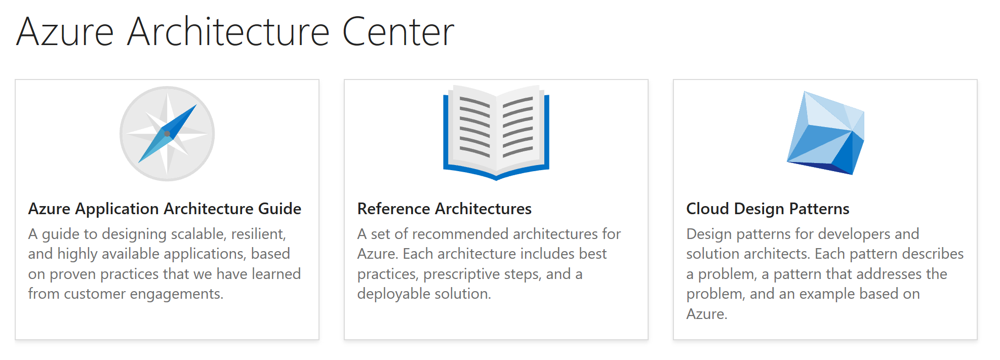 Azure Architecture Center
Azure Application Architecture Guide
A guide to designing scalable, resilient,
and highly available applications, based
on proven practices that we have learned
from customer engagements.
Reference Architectures
A set of recommended architectures for
Azure. Each architecture includes best
practices, prescriptive steps, and a
deployable solution.
Cloud Design Patterns
Design patterns for developers and
solution architects. Each pattern describes
a problem, a pattern that addresses the
problem, and an example based on
Azure.